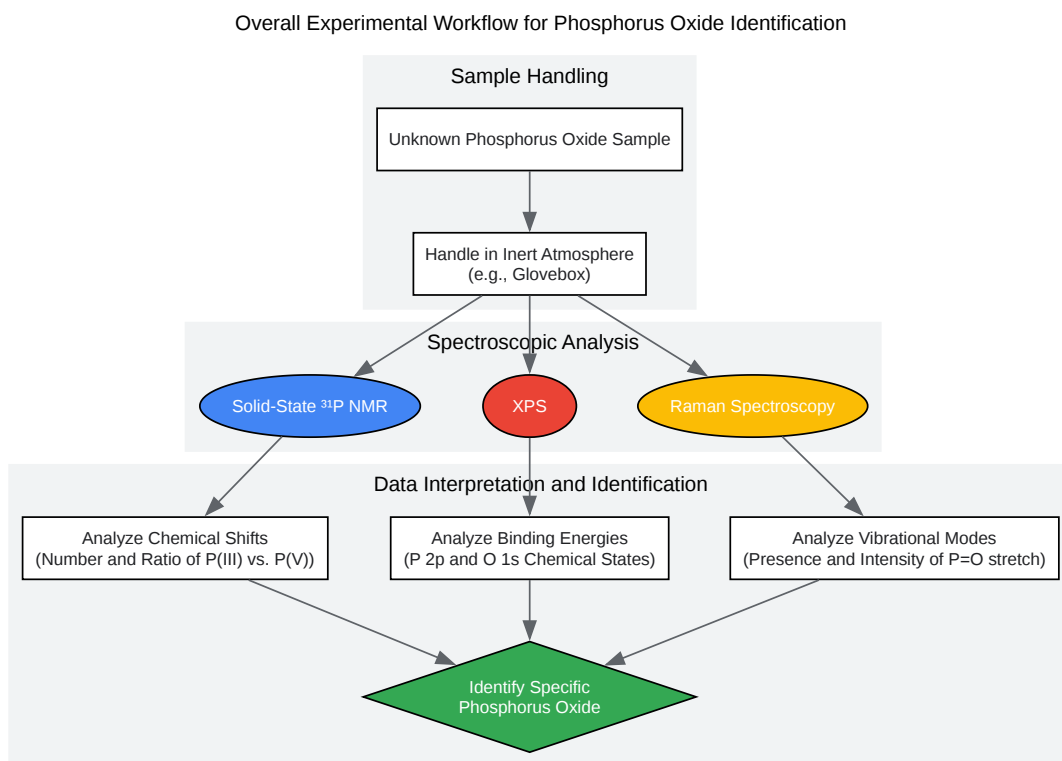 Overall Experimental Workflow for Phosphorus Oxide Identification
Sample Handling
Unknown Phosphorus Oxide Sample
Handle in Inert Atmosphere
(e.g., Glovebox)
Spectroscopic Analysis
Solid-State ³¹P NMR
XPS
Raman Spectroscopy
Data Interpretation and Identification
Analyze Chemical Shifts
(Number and Ratio of P(III) vs. P(V))
Analyze Binding Energies
(P 2p and O 1s Chemical States)
Analyze Vibrational Modes
(Presence and Intensity of P=O stretch)
Identify Specific
Phosphorus Oxide